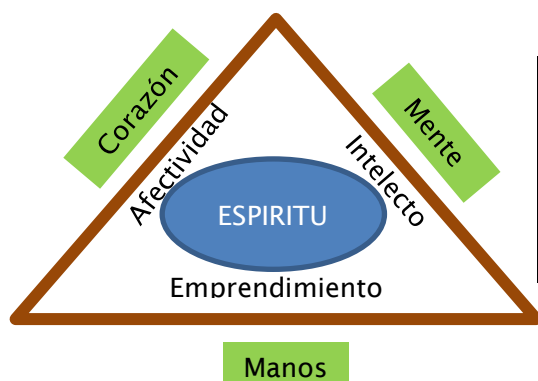 Corazón
Mente
Afectividad
Intelecto
ESPIRITU
Emprendimiento
Manos